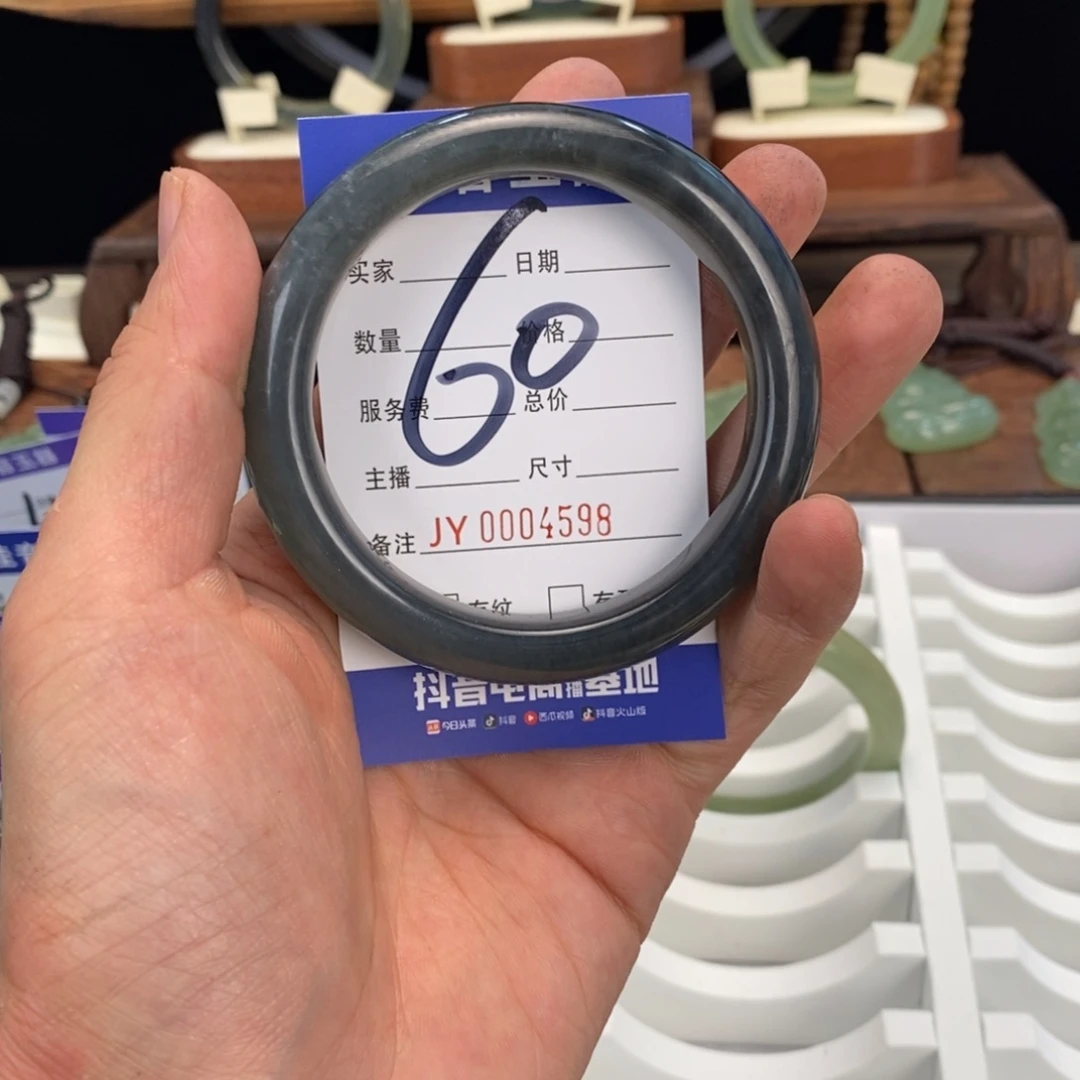 买家 日期
60
数量 价格
服务费 总价
主播 尺寸
备注 JY 0004598
有纹
抖音电商直播基地
今日头条 抖音 西瓜视频 抖音火山版